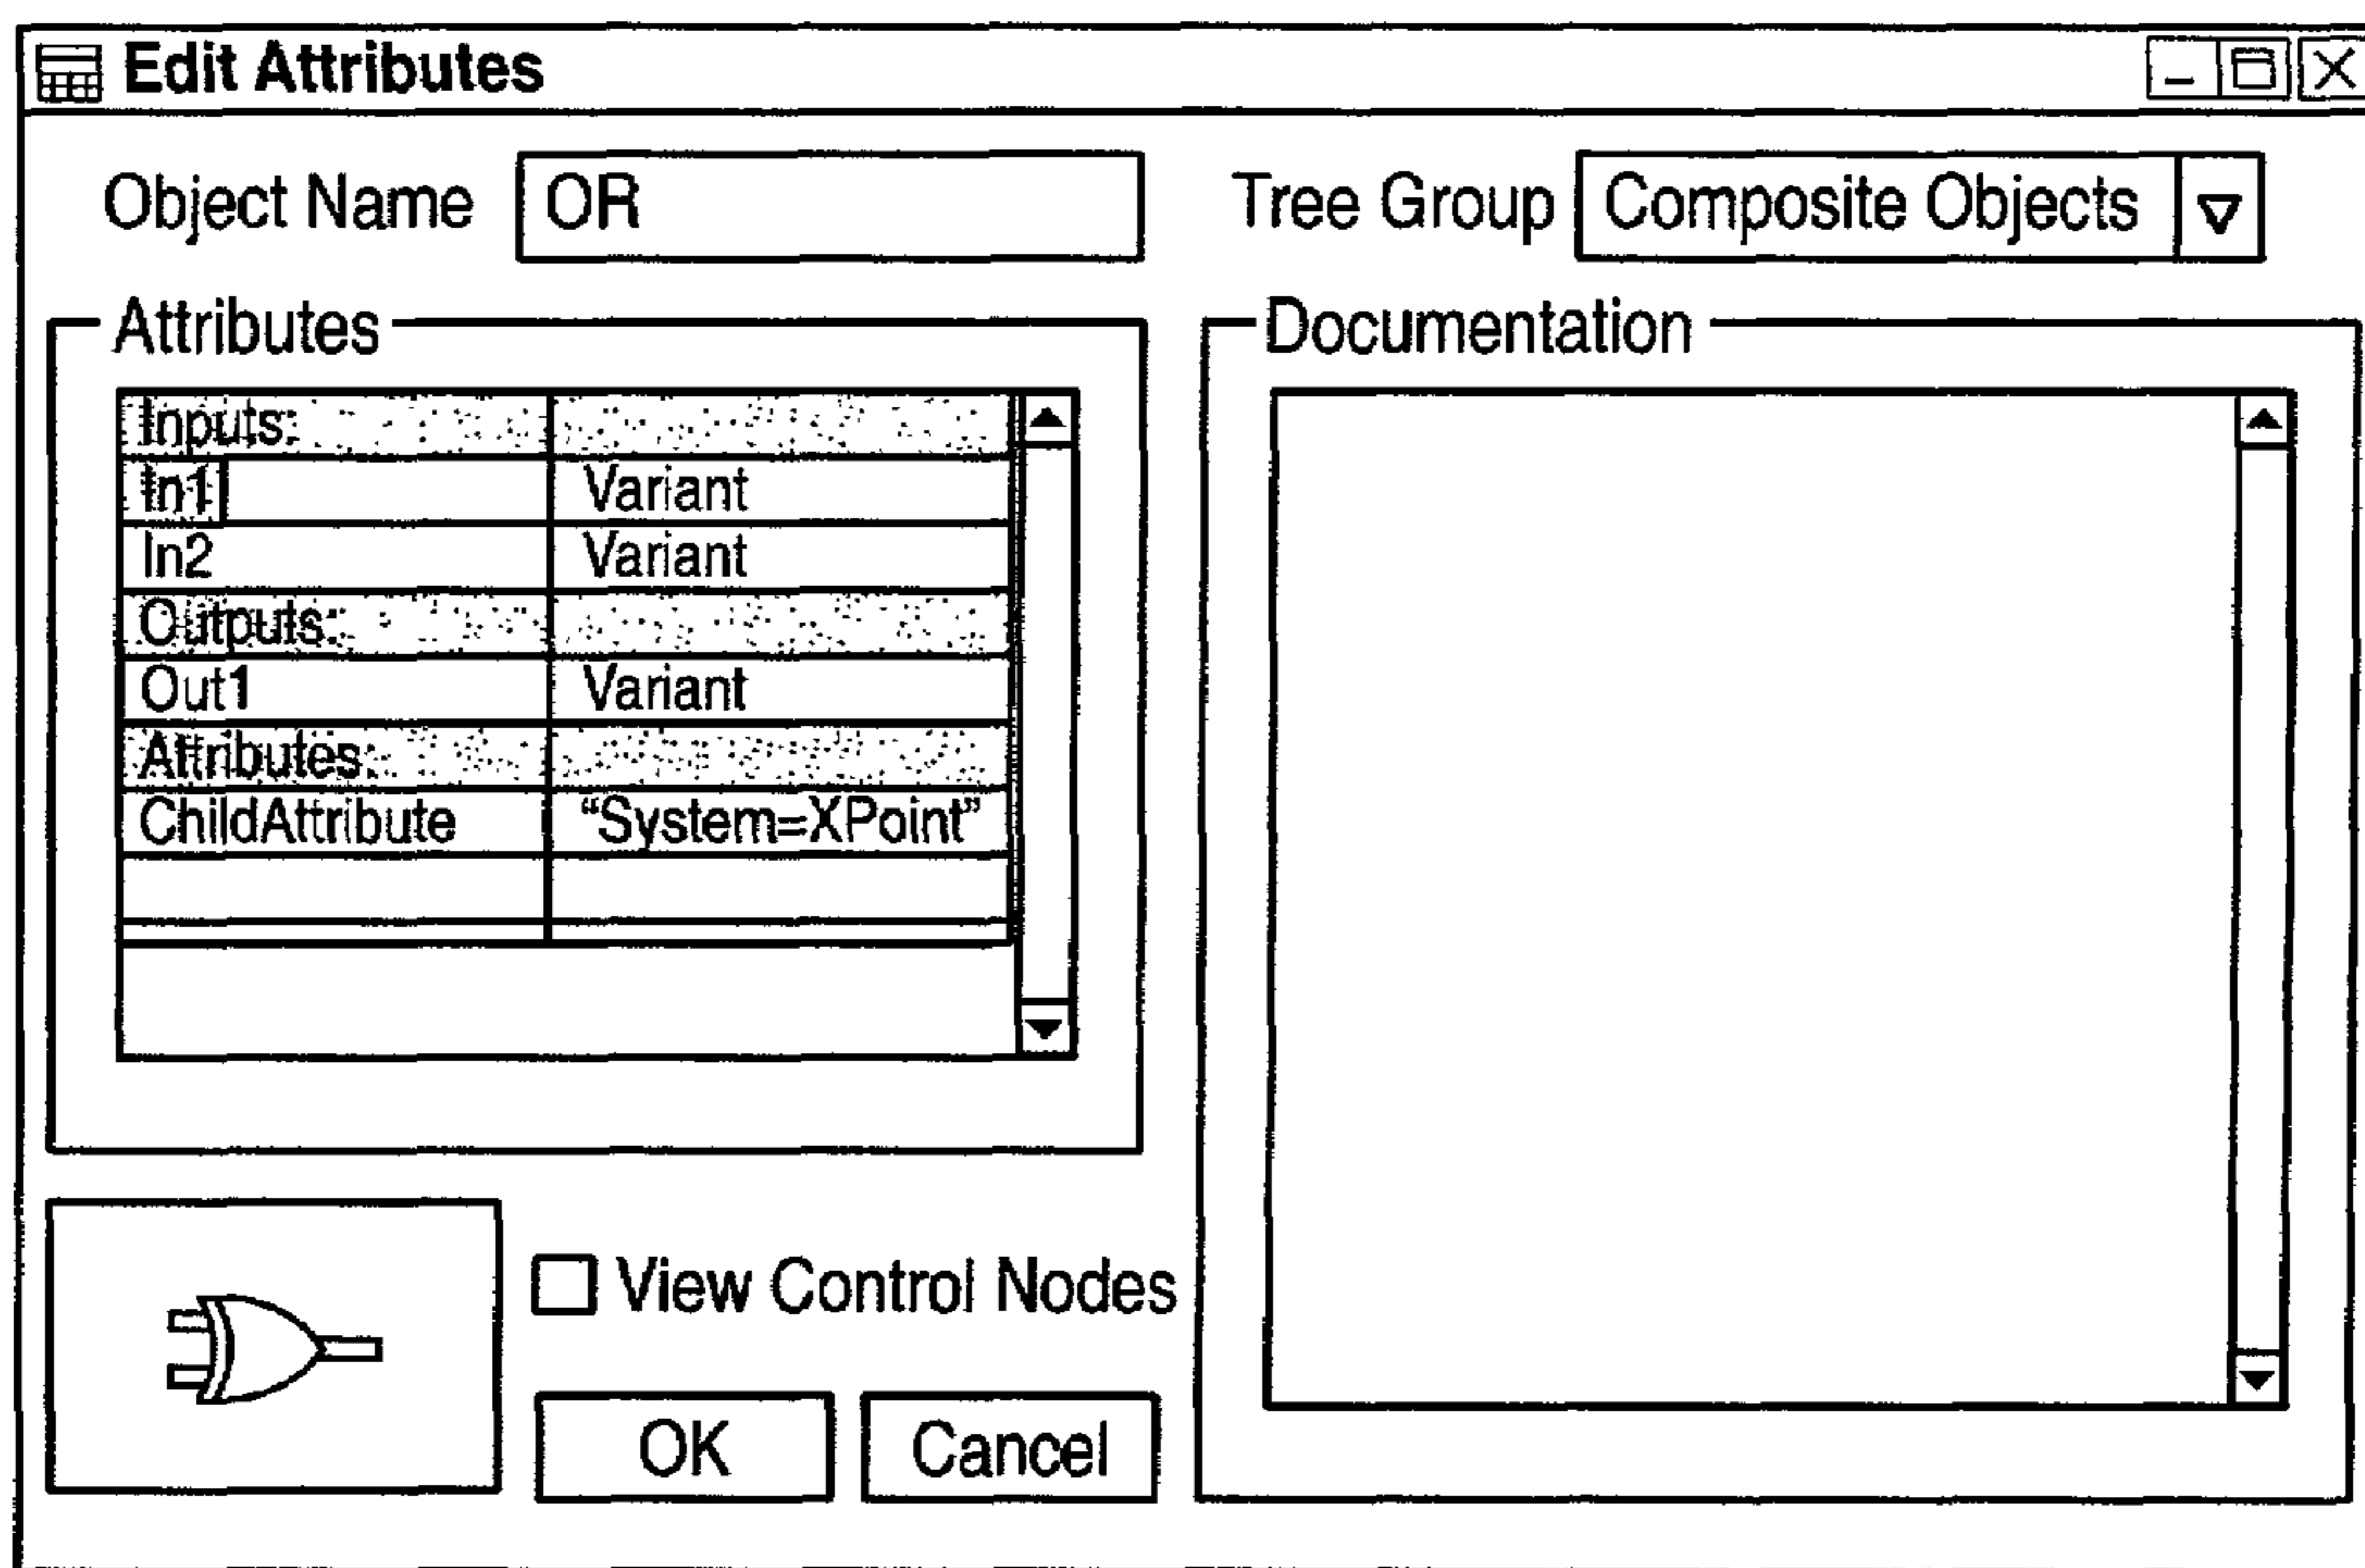 Edit Attributes
Object Name OR Tree Group Composite Objects
Attributes
Inputs:
In1 Variant
In2 Variant
Outputs:
Out1 Variant
Attributes:
ChildAttribute “System=XPoint”
Documentation
View Control Nodes
OK Cancel